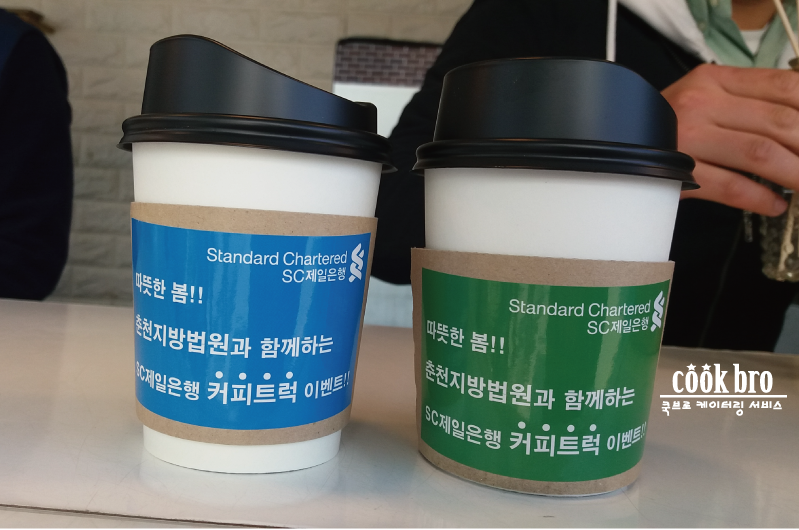 Standard Chartered
SC제일은행
따뜻한 봄!!
춘천지방법원과 함께하는
SC제일은행 커피트럭 이벤트!!
Standard Chartered
SC제일은행
따뜻한 봄!!
춘천지방법원과 함께하는
SC제일은행 커피트럭 이벤트!!
cook bro
쿡브로 케이터링 서비스